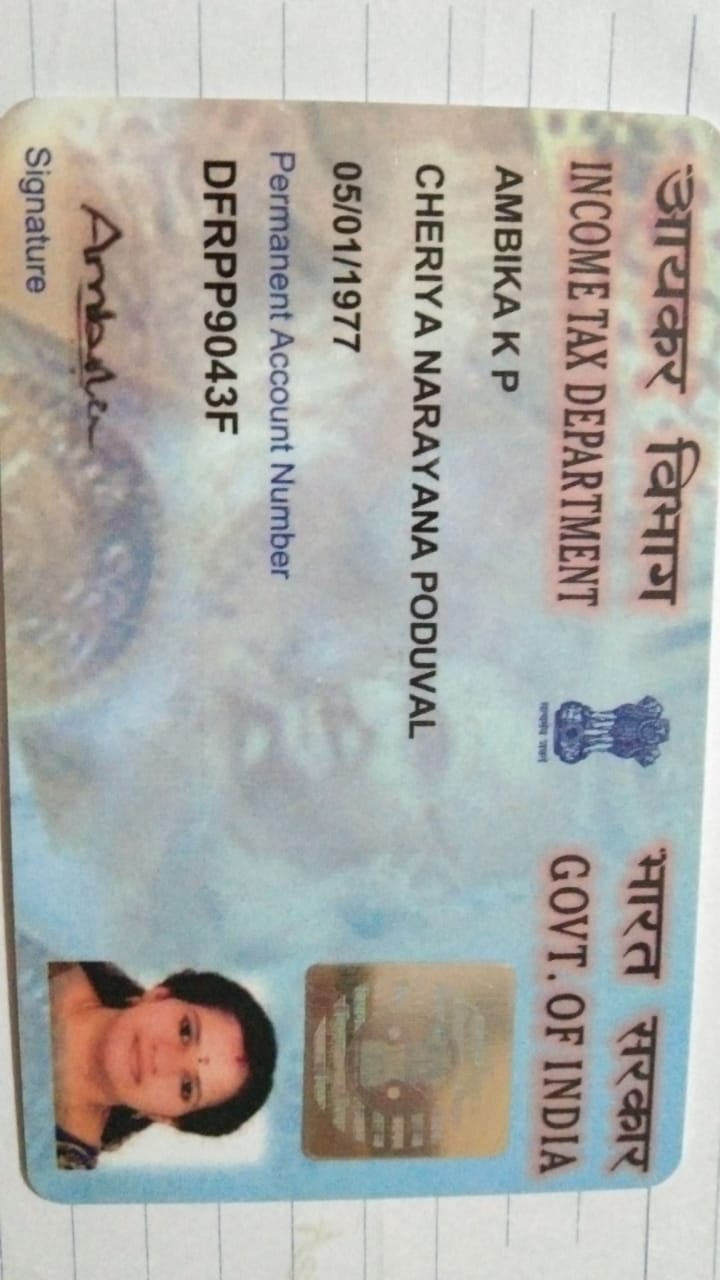 आयकर विभाग
INCOME TAX DEPARTMENT
भारत सरकार
GOVT. OF INDIA
सत्यमेव जयते
AMBIKA K P
CHERIYA NARAYANA PODUVAL
05/01/1977
Permanent Account Number
DFRPP9043F
Ambika
Signature